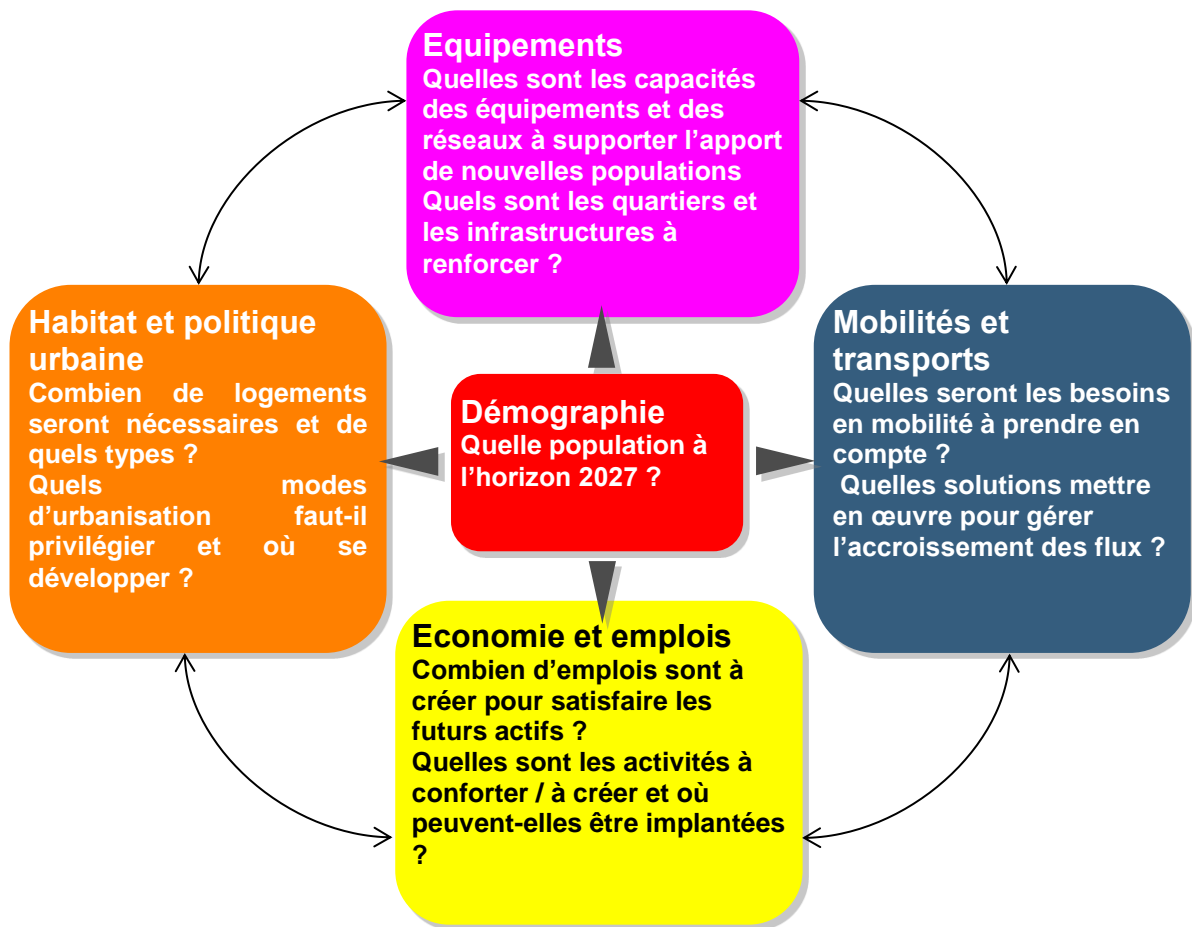 Equipements
Quelles sont les capacités
des équipements et des
réseaux à supporter l’apport
de nouvelles populations
Quels sont les quartiers et
les infrastructures à
renforcer ?
Habitat et politique
urbaine
Combien de logements
seront nécessaires et de
quels types ?
Quels modes
d’urbanisation faut-il
privilégier et où se
développer ?
Démographie
Quelle population à
l’horizon 2027 ?
Mobilités et
transports
Quelles seront les besoins
en mobilité à prendre en
compte ?
Quelles solutions mettre
en œuvre pour gérer
l’accroissement des flux ?
Economie et emplois
Combien d’emplois sont à
créer pour satisfaire les
futurs actifs ?
Quelles sont les activités à
conforter / à créer et où
peuvent-elles être implantées
?